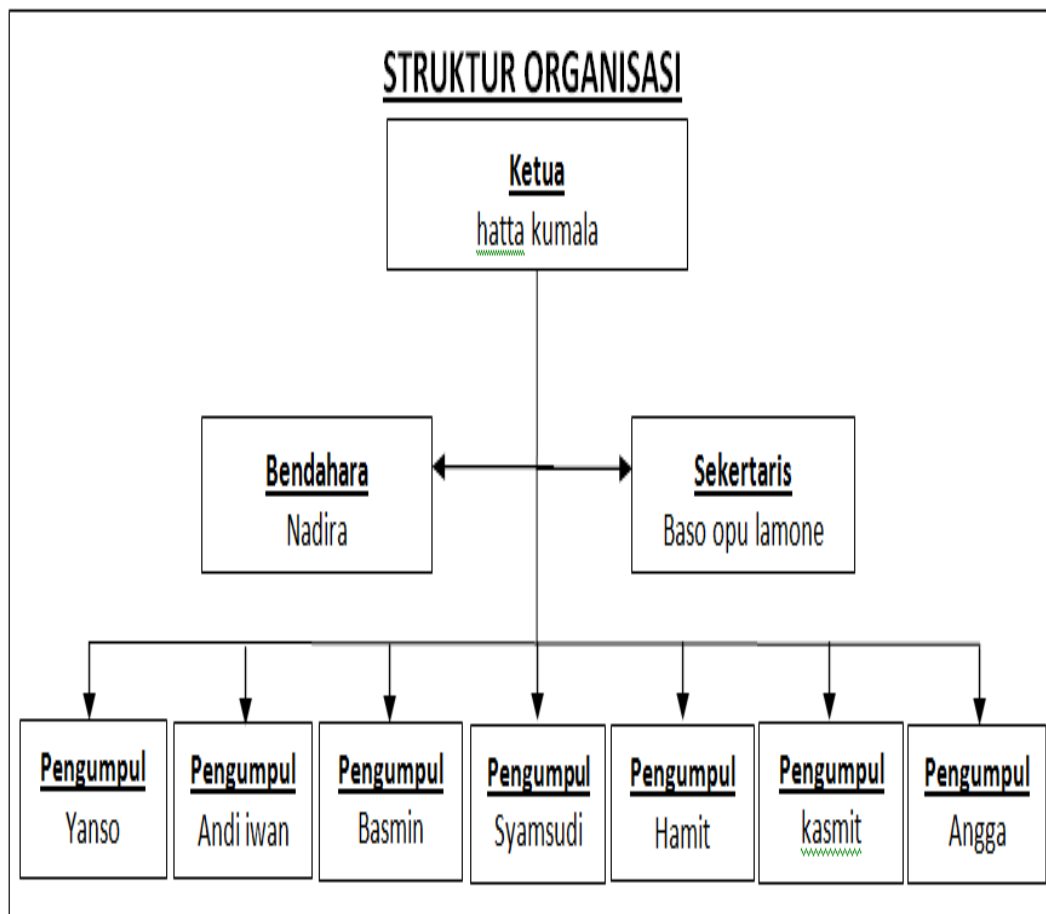 STRUKTUR ORGANISASI
Ketua
hatta kumala
Bendahara
Nadira
Sekertaris
Baso opu lamone
Pengumpul
Yanso
Pengumpul
Andi iwan
Pengumpul
Basmin
Pengumpul
Syamsudi
Pengumpul
Hamit
Pengumpul
kasmit
Pengumpul
Angga